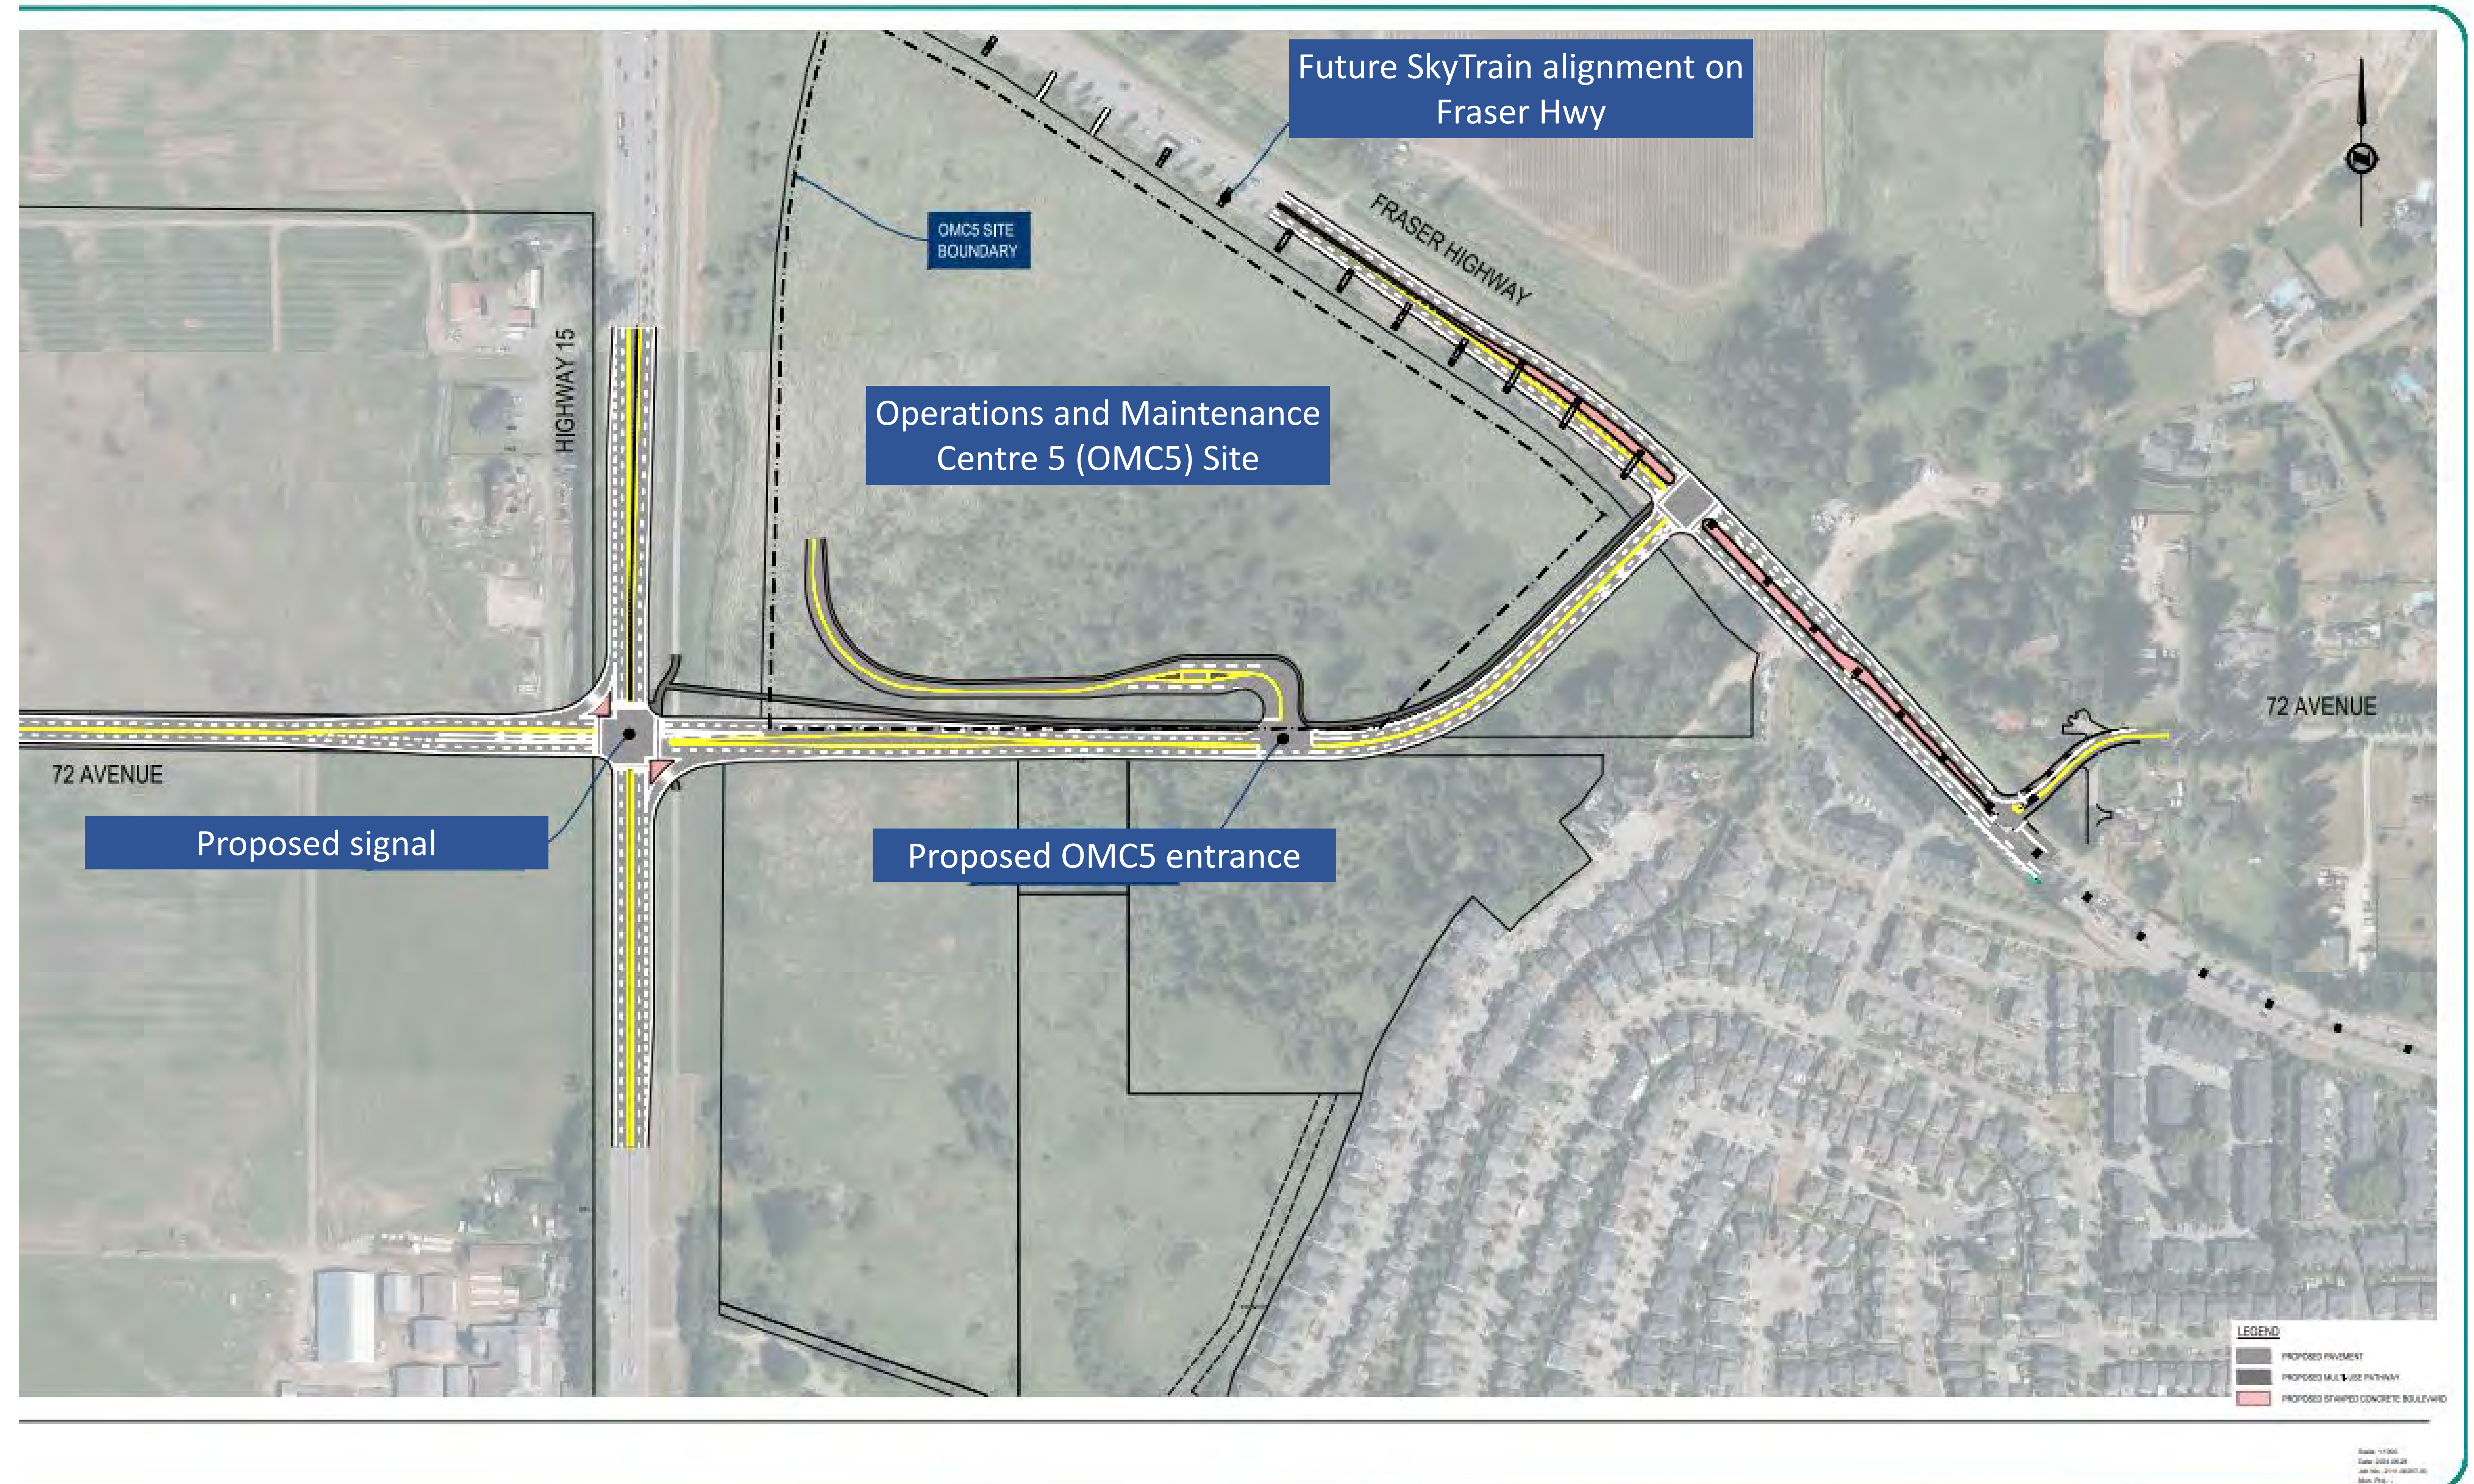 Future SkyTrain alignment on
Fraser Hwy
FRASER HIGHWAY
OMC5 SITE
BOUNDARY
HIGHWAY 15
Operations and Maintenance
Centre 5 (OMC5) Site
72 AVENUE
72 AVENUE
Proposed signal
Proposed OMC5 entrance
LEGEND
PROPOSED PAVEMENT
PROPOSED MULTI-USE PATHWAY
PROPOSED STAMPED CONCRETE BOULEVARD